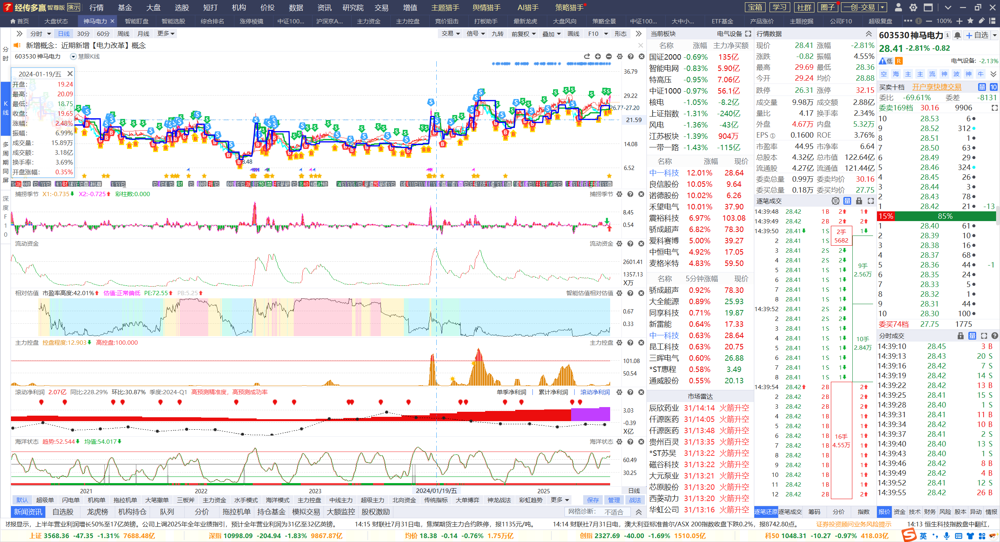 经传多赢 智尊版 演示 行情 基金 大盘 选股 短打 机构 价投 数据 资讯 研究院 交易 增值 主题猎手 舆情猎手 AI猎手 策略猎手 宝箱 学习 社群 圈子 一创-交易
首页 大盘状态 神马电力 智能盯盘 智能选股 综合排名 涨停棱镜 中证100... 沪深京A... 主力资金 主力控盘 竞价狙击 打板助手 最新龙虎 大盘风向 策略全景 中证100... 大中小... ETF基金 产品涨价 主题挖掘 公司F10 超级复盘 100%
分时 日线 30分 60分 周线 月线 更多 交易 信号 九转 前复权 叠加 画线 F10 形态
新增概念：近期新增【电力改革】概念
603530 神马电力 慧眼K线
分时
K线
多周期同屏
深度F10
2024-01-19/五
开盘: 19.24
最高: 20.09
最低: 18.75
收盘: 19.65
涨幅: 2.48%
振幅: 6.99%
成交量: 15.89万
成交额: 3.18亿
换手率: 3.69%
开盘涨幅: 0.35%
36.79
29.22
26.77-27.20
21.59
14.08
6.52
捕捞季节 X1:-0.735 X2:-0.725 彩柱数:0.000 捕捞季节
8.45
0.54
流动资金 流动资金
2601.41
1357.13
X万
相对估值 市盈率高度:42.01% 估值:正常偏低 PE:72.55 PB:5.25 智能估值相对估值
0.67
0.33
主力控盘 控盘程度:12.903 高控盘:100.000 主力控盘
101.08
50.54
滚动净利润 2.07亿 同比:228.29% 环比:30.87% 季度:2024-Q1 高预测精准度，高预测成功率 单季净利润 累计净利润 滚动净利润
3.03
-0.39
X亿
海洋状态 趋势:52.544 均值:54.017 海洋状态
60.49
30.25
2021 2022 2023 2024/01/19/五 2025 日线
默认 超级单 闪电单 机构单 拖拉机单 大笔撤单 三板斧 主力资金 水手模式 海洋模式 主力控盘 中线主力 超级主力 北向资金 传统指标 大单博弈 神龙战法 彩虹趋势 更多 保存 管理 战法
新闻资讯 自选股 龙虎榜 机构持仓 队列 分价 拖拉机单 持仓基金 模拟交易 大额监控 股权激励 网格诊断: 不适合
当前板块 电气设备
名称 涨幅 主力净买额
国证2000 -0.69% 135亿
智能电网 -0.83% 5.90亿
特高压 -0.95% 7.06亿
中证1000 -0.97% 56.1亿
核电 -1.05% -8.2亿
上证指数 -1.31% -240亿
风电 -1.36% -43亿
江苏板块 -1.39% 904万
一带一路 -1.43% -115亿
名称 涨幅 现价
中一科技 12.01% 28.64
良信股份 10.05% 9.64
诺德股份 10.02% 6.26
禾望电气 10.01% 37.90
震裕科技 6.97% 103.08
骄成超声 6.82% 78.30
爱科赛博 5.00% 39.27
中恒电气 4.92% 17.05
麦格米特 4.83% 59.50
名称 5分钟涨幅 现价
骄成超声 0.92% 78.30
大全能源 0.89% 25.93
同享科技 0.71% 19.87
新雷能 0.64% 17.33
中一科技 0.63% 28.64
昆工科技 0.63% 20.75
三晖电气 0.60% 26.88
*ST惠程 0.58% 3.49
通威股份 0.55% 20.13
市场雷达
辰欣药业 31/14:14 火箭升空
仟源医药 31/14:05 火箭升空
仟源医药 31/13:48 火箭升空
贵州百灵 31/13:35 火箭升空
*ST苏吴 31/13:22 火箭升空
磁谷科技 31/13:22 火箭升空
大元泵业 31/13:21 火箭升空
芯原股份 31/13:20 火箭升空
西菱动力 31/13:20 火箭升空
华虹公司 31/13:16 火箭升空
行情数据
现价 28.41 涨幅 -2.81%
涨跌 -0.82 振幅 4.55%
最高 29.69 最低 28.36
今开 29.24 均价 28.88
跌停 26.31 涨停 32.15
成交量 9.98万 成交额 2.88亿
量比 4.17 换手率 2.34%
外盘 4.67万 内盘 5.32万
EPS① 0.1600 ROE 3.76%
市盈率 44.95 市净率 6.64
总股本 4.32亿 总市值 122.64亿
流通股 4.27亿 流通值 121.44亿
委卖总量 0.99万 委卖均价 30.16
委买总量 0.18万 委买均价 27.75
逐笔成交 单 量
14:39:48 28.42 1B 2 1
14:39:49 28.42 2B 2 2
14:39:50 28.41 1S 2手 1
2 28.41 1S 5682
3 28.41 2S 2
4 28.41 2S 2
5 28.41 1S 1 9手
6 28.41 1S 1 2.56万
7 28.41 1S 1
8 28.41 1S 1
14:39:52 28.41 2S 2
2 28.41 2S 2
3 28.41 1S 1
4 28.41 1S 1 10手
5 28.41 1S 1 2.84万
6 28.41 1S 1
7 28.41 1S 1
8 28.41 1S 1
14:39:54 28.42 2B 2
2 28.42 2B 2
3 28.42 2B 2
4 28.42 1B 1
5 28.42 1B 1
6 28.42 1B 16手 1
7 28.42 1B 4.55万 1
8 28.42 1B 1
9 28.42 1B 1
10 28.42 1B 1
11 28.42 1B 1
12 28.42 2B 2
逐笔还原 逐笔成交 筹码 分价 指数
603530 神马电力 自选
28.41 -2.81% -0.82
低 R 电气设备: -2.13%
空 海 主 主 流 神 波 神 牛
买卖十档 开户享快捷交易 量 10
委比 -69.61% 委差 -8131
委卖169档 30.16 9906
10 28.53 6
9 28.52 312
8 28.51 1
7 28.50 63
6 28.49 29
5 28.46 324
4 28.45 26
3 28.44 3
2 28.43 78
1 28.42 21 -13
15% 85%
1 28.40 61
2 28.39 10
3 28.38 16
4 28.37 68
5 28.36 44 -1
6 28.35 24
7 28.33 5
8 28.32 1
9 28.31 44
10 28.30 100
委买74档 27.75 1775
分时成交 量
14:39:10 28.45 3 B
14:39:13 28.43 20 S
14:39:16 28.42 7 S
14:39:19 28.42 14 S
14:39:22 28.42 13 B
14:39:25 28.41 15 S
14:39:28 28.40 1 S
14:39:31 28.41 11 B
14:39:34 28.42 10 B
14:39:37 28.41 2 S
14:39:40 28.40 13 S
14:39:43 28.40 1 S
14:39:46 28.42 8 B
14:39:49 28.42 4 B
14:39:52 28.41 12 S
14:39:55 28.42 26 B
报价 资金 技术 财务 风险 股本 异动 情报
财报显示，上半年营业利润增长50%至17亿英镑。公司上调2025年全年业绩指引，预计全年营业利润为31亿至32亿英镑。 14:15 财联社7月31日电，焦煤期货主力合约跌停，报1135元/吨。 14:14 财联社7月31日电，澳大利亚标准普尔/ASX 200指数收盘下跌0.2%，报8742.80点。 证券投资顾问业务风险提示 14:13 恒生科技指数盘中翻红，
上证 3568.36 -47.35 -1.31% 7688.48亿 深指 10998.09 -204.94 -1.83% 9867.87亿 均价 18.38 -0.14 -0.76% 1.75万亿 创指 2327.69 -40.00 -1.69% 1510.05亿 科50 1048.31 -10.27 -0.97% 418.03亿 英